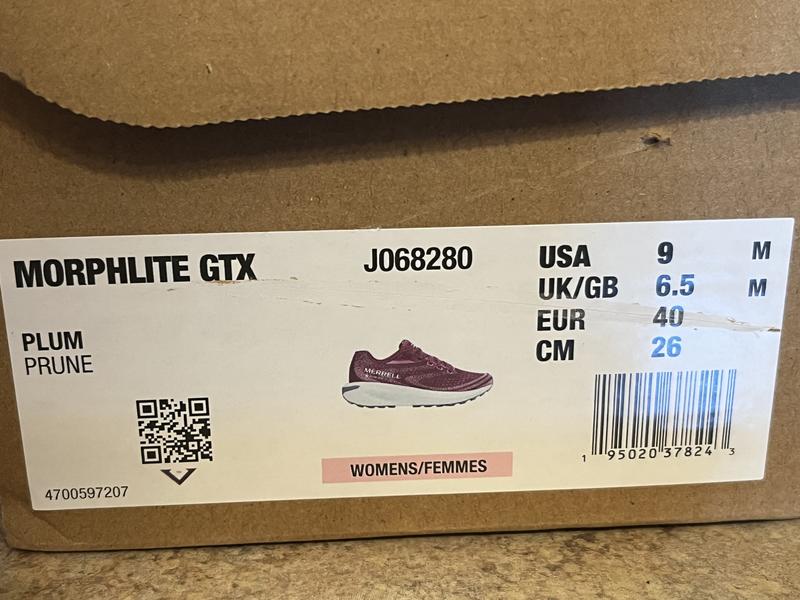 MORPHLITE GTX
J068280
USA 9 M
UK/GB 6.5 M
EUR 40
CM 26
PLUM
PRUNE
MERRELL
WOMENS/FEMMES
4700597207
1 95020 37824 3